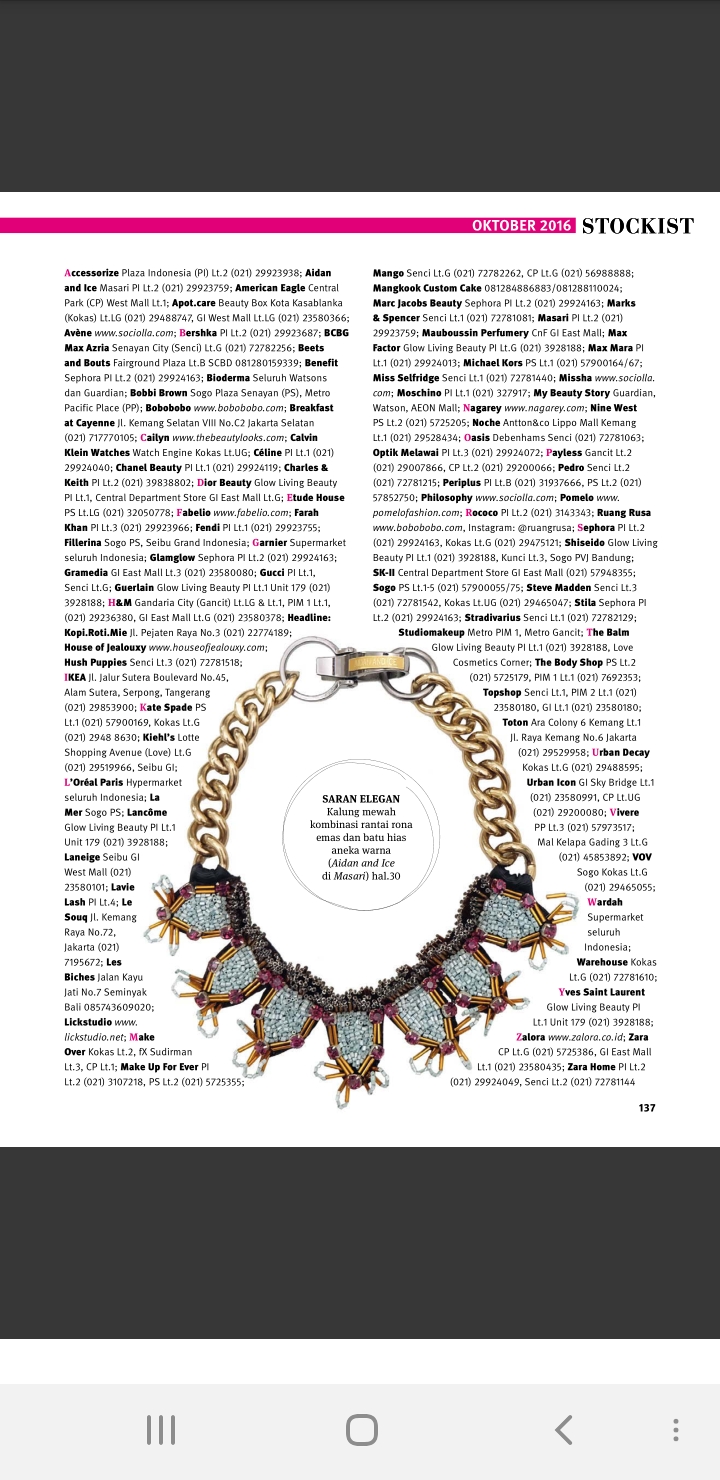 OKTOBER 2016 STOCKIST
Accessorize Plaza Indonesia (PI) Lt.2 (021) 29923938; Aidan
and Ice Masari PI Lt.2 (021) 29923759; American Eagle Central
Park (CP) West Mall Lt.1; Apot.care Beauty Box Kota Kasablanka
(Kokas) Lt.LG (021) 29488747, GI West Mall Lt.LG (021) 23580366;
Avène www.sociolla.com; Bershka PI Lt.2 (021) 29923687; BCBG
Max Azria Senayan City (Senci) Lt.G (021) 72782256; Beets
and Bouts Fairground Plaza Lt.B SCBD 081280159339; Benefit
Sephora PI Lt.2 (021) 29924163; Bioderma Seluruh Watsons
dan Guardian; Bobbi Brown Sogo Plaza Senayan (PS), Metro
Pacific Place (PP); Bobobobo www.bobobobo.com; Breakfast
at Cayenne Jl. Kemang Selatan VIII No.C2 Jakarta Selatan
(021) 717770105; Cailyn www.thebeautylooks.com; Calvin
Klein Watches Watch Engine Kokas Lt.UG; Céline PI Lt.1 (021)
29924040; Chanel Beauty PI Lt.1 (021) 29924119; Charles &
Keith PI Lt.2 (021) 39838802; Dior Beauty Glow Living Beauty
PI Lt.1, Central Department Store GI East Mall Lt.G; Etude House
PS Lt.LG (021) 32050778; Fabelio www.fabelio.com; Farah
Khan PI Lt.3 (021) 29923966; Fendi PI Lt.1 (021) 29923755;
Fillerina Sogo PS, Seibu Grand Indonesia; Garnier Supermarket
seluruh Indonesia; Glamglow Sephora PI Lt.2 (021) 29924163;
Gramedia GI East Mall Lt.3 (021) 23580080; Gucci PI Lt.1,
Senci Lt.G; Guerlain Glow Living Beauty PI Lt.1 Unit 179 (021)
3928188; H&M Gandaria City (Gancit) Lt.LG & Lt.1, PIM 1 Lt.1,
(021) 29236380, GI East Mall Lt.G (021) 23580378; Headline:
Kopi.Roti.Mie Jl. Pejaten Raya No.3 (021) 22774189;
House of Jealouxy www.houseofjealouxy.com;
Hush Puppies Senci Lt.3 (021) 72781518;
IKEA Jl. Jalur Sutera Boulevard No.45,
Alam Sutera, Serpong, Tangerang
(021) 29853900; Kate Spade PS
Lt.1 (021) 57900169, Kokas Lt.G
(021) 2948 8630; Kiehl's Lotte
Shopping Avenue (Love) Lt.G
(021) 29519966, Seibu GI;
L'Oréal Paris Hypermarket
seluruh Indonesia; La
Mer Sogo PS; Lancôme
Glow Living Beauty PI Lt.1
Unit 179 (021) 3928188;
Laneige Seibu GI
West Mall (021)
23580101; Lavie
Lash PI Lt.4; Le
Souq Jl. Kemang
Raya No.72,
Jakarta (021)
7195672; Les
Biches Jalan Kayu
Jati No.7 Seminyak
Bali 085743609020;
Lickstudio www.
lickstudio.net; Make
Over Kokas Lt.2, fX Sudirman
Lt.3, CP Lt.1; Make Up For Ever PI
Lt.2 (021) 3107218, PS Lt.2 (021) 5725355;
Mango Senci Lt.G (021) 72782262, CP Lt.G (021) 56988888;
Mangkook Custom Cake 081284886883/081288110024;
Marc Jacobs Beauty Sephora PI Lt.2 (021) 29924163; Marks
& Spencer Senci Lt.1 (021) 72781081; Masari PI Lt.2 (021)
29923759; Mauboussin Perfumery CnF GI East Mall; Max
Factor Glow Living Beauty PI Lt.G (021) 3928188; Max Mara PI
Lt.1 (021) 29924013; Michael Kors PS Lt.1 (021) 57900164/67;
Miss Selfridge Senci Lt.1 (021) 72781440; Missha www.sociolla.
com; Moschino PI Lt.1 (021) 327917; My Beauty Story Guardian,
Watson, AEON Mall; Nagarey www.nagarey.com; Nine West
PS Lt.2 (021) 5725205; Noche Antton&co Lippo Mall Kemang
Lt.1 (021) 29528434; Oasis Debenhams Senci (021) 72781063;
Optik Melawai PI Lt.3 (021) 29924072; Payless Gancit Lt.2
(021) 29007866, CP Lt.2 (021) 29200066; Pedro Senci Lt.2
(021) 72781215; Periplus PI Lt.B (021) 31937666, PS Lt.2 (021)
57852750; Philosophy www.sociolla.com; Pomelo www.
pomelofashion.com; Rococo PI Lt.2 (021) 3143343; Ruang Rusa
www.bobobobo.com, Instagram: @ruangrusa; Sephora PI Lt.2
(021) 29924163, Kokas Lt.G (021) 29475121; Shiseido Glow Living
Beauty PI Lt.1 (021) 3928188, Kunci Lt.3, Sogo PVJ Bandung;
SK-II Central Department Store GI East Mall (021) 57948355;
Sogo PS Lt.1-5 (021) 57900055/75; Steve Madden Senci Lt.3
(021) 72781542, Kokas Lt.UG (021) 29465047; Stila Sephora PI
Lt.2 (021) 29924163; Stradivarius Senci Lt.1 (021) 72782129;
Studiomakeup Metro PIM 1, Metro Gancit; The Balm
Glow Living Beauty PI Lt.1 (021) 3928188, Love
Cosmetics Corner; The Body Shop PS Lt.2
(021) 5725179, PIM 1 Lt.1 (021) 7692353;
Topshop Senci Lt.1, PIM 2 Lt.1 (021)
23580180, GI Lt.1 (021) 23580180;
Toton Ara Colony 6 Kemang Lt.1
Jl. Raya Kemang No.6 Jakarta
(021) 29529958; Urban Decay
Kokas Lt.G (021) 29488595;
Urban Icon GI Sky Bridge Lt.1
(021) 23580991, CP Lt.UG
(021) 29200080; Vivere
PP Lt.3 (021) 57973517;
Mal Kelapa Gading 3 Lt.G
(021) 45853892; VOV
Sogo Kokas Lt.G
(021) 29465055;
Wardah
Supermarket
seluruh
Indonesia;
Warehouse Kokas
Lt.G (021) 72781610;
Yves Saint Laurent
Glow Living Beauty PI
Lt.1 Unit 179 (021) 3928188;
Zalora www.zalora.co.id; Zara
CP Lt.G (021) 5725386, GI East Mall
Lt.1 (021) 23580435; Zara Home PI Lt.2
(021) 29924049, Senci Lt.2 (021) 72781144
SARAN ELEGAN
Kalung mewah
kombinasi rantai rona
emas dan batu hias
aneka warna
(Aidan and Ice
di Masari) hal.30
137